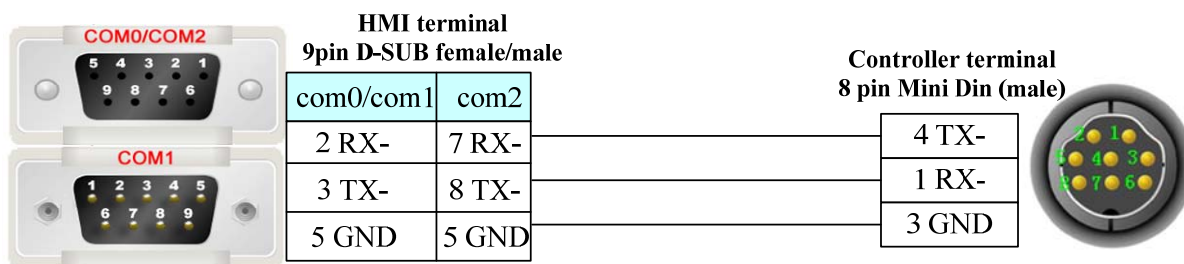 COM0/COM2
5 4 3 2 1
9 8 7 6
COM1
1 2 3 4 5
6 7 8 9
HMI terminal
9pin D-SUB female/male
com0/com1 com2
2 RX- 7 RX-
3 TX- 8 TX-
5 GND 5 GND
Controller terminal
8 pin Mini Din (male)
4 TX-
1 RX-
3 GND
2 1
5 4 3
8 7 6